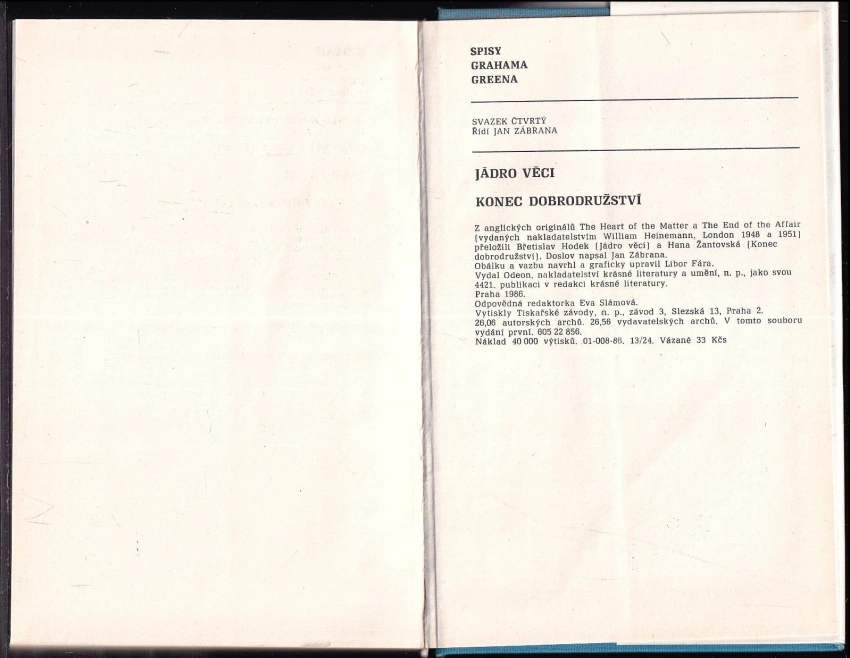 SPISY
GRAHAMA
GREENA
SVAZEK ČTVRTÝ
Řídí JAN ZÁBRANA
JÁDRO VĚCI
KONEC DOBRODRUŽSTVÍ
Z anglických originálů The Heart of the Matter a The End of the Affair
(vydaných nakladatelstvím William Heinemann, London 1948 a 1951)
přeložili Břetislav Hodek (Jádro věci) a Hana Žantovská (Konec
dobrodružství). Doslov napsal Jan Zábrana.
Obálku a vazbu navrhl a graficky upravil Libor Fára.
Vydal Odeon, nakladatelství krásné literatury a umění, n. p., jako svou
4421. publikaci v redakci krásné literatury.
Praha 1986.
Odpovědná redaktorka Eva Slámová.
Vytiskly Tiskařské závody, n. p., závod 3, Slezská 13, Praha 2.
26,06 autorských archů. 26,56 vydavatelských archů. V tomto souboru
vydání první. 605 22 856.
Náklad 40 000 výtisků. 01-008-86. 13/24. Vázané 33 Kčs